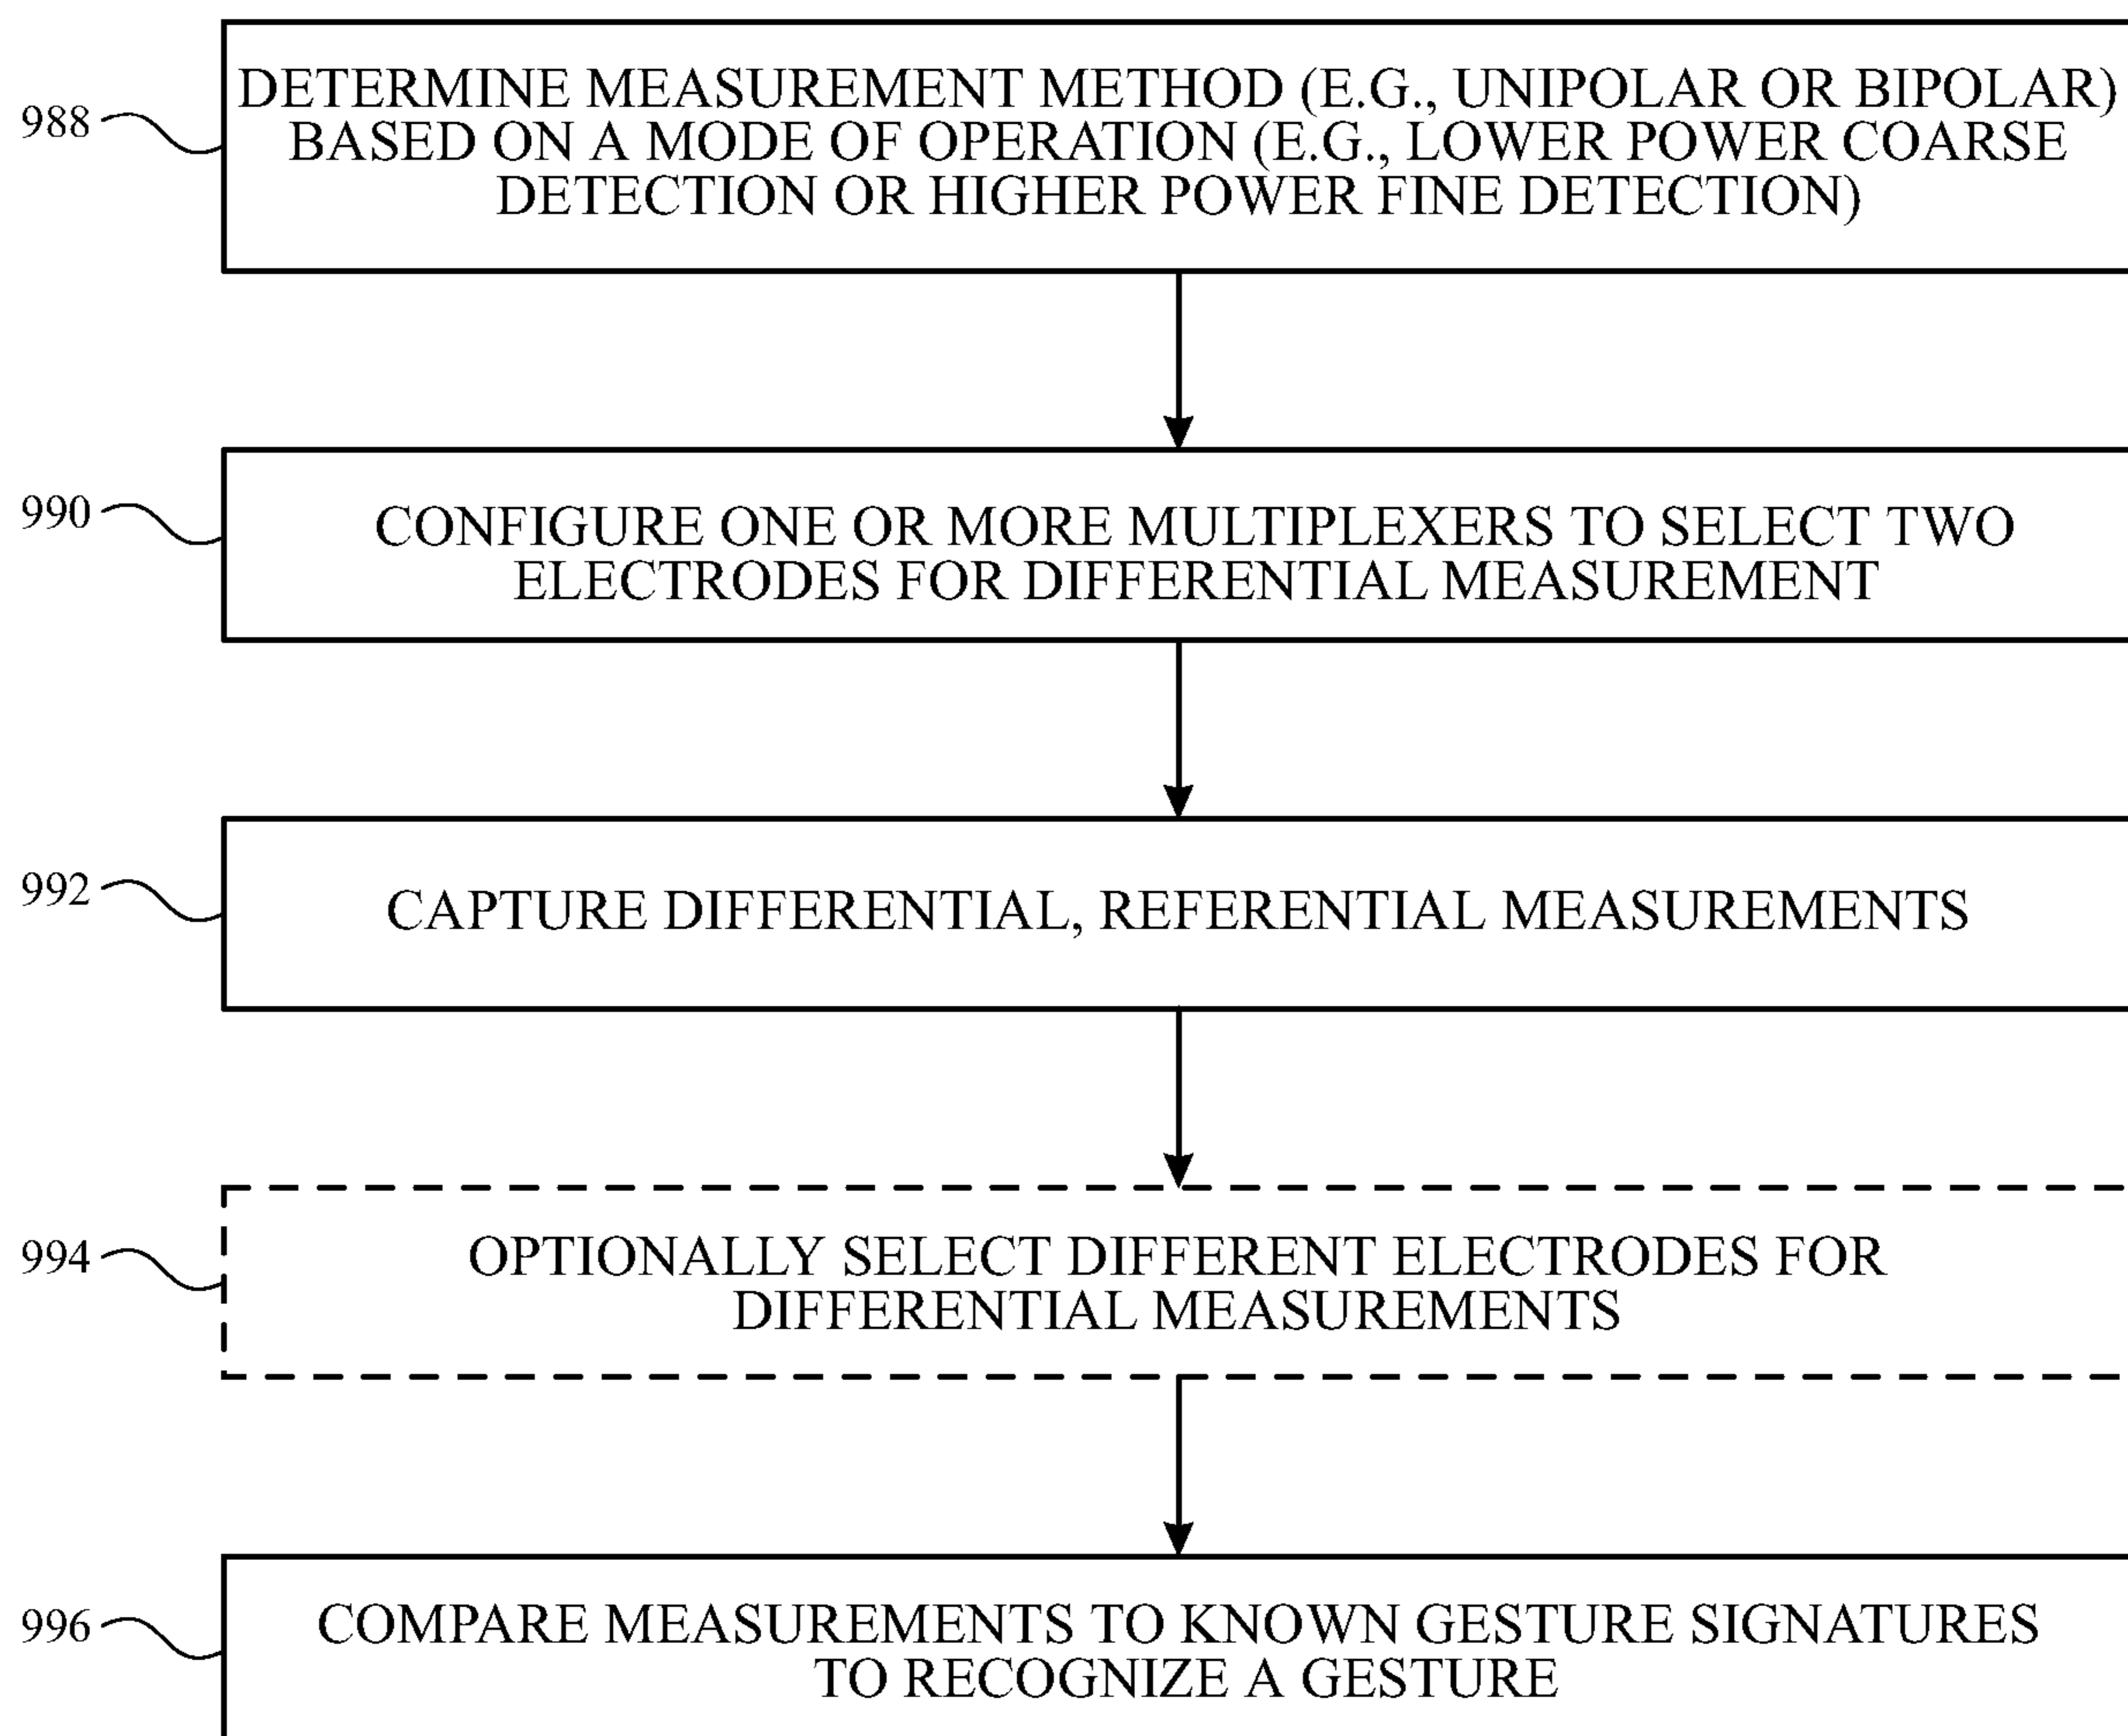 988
DETERMINE MEASUREMENT METHOD (E.G., UNIPOLAR OR BIPOLAR)
BASED ON A MODE OF OPERATION (E.G., LOWER POWER COARSE
DETECTION OR HIGHER POWER FINE DETECTION)
990
CONFIGURE ONE OR MORE MULTIPLEXERS TO SELECT TWO
ELECTRODES FOR DIFFERENTIAL MEASUREMENT
992
CAPTURE DIFFERENTIAL, REFERENTIAL MEASUREMENTS
994
OPTIONALLY SELECT DIFFERENT ELECTRODES FOR
DIFFERENTIAL MEASUREMENTS
996
COMPARE MEASUREMENTS TO KNOWN GESTURE SIGNATURES
TO RECOGNIZE A GESTURE